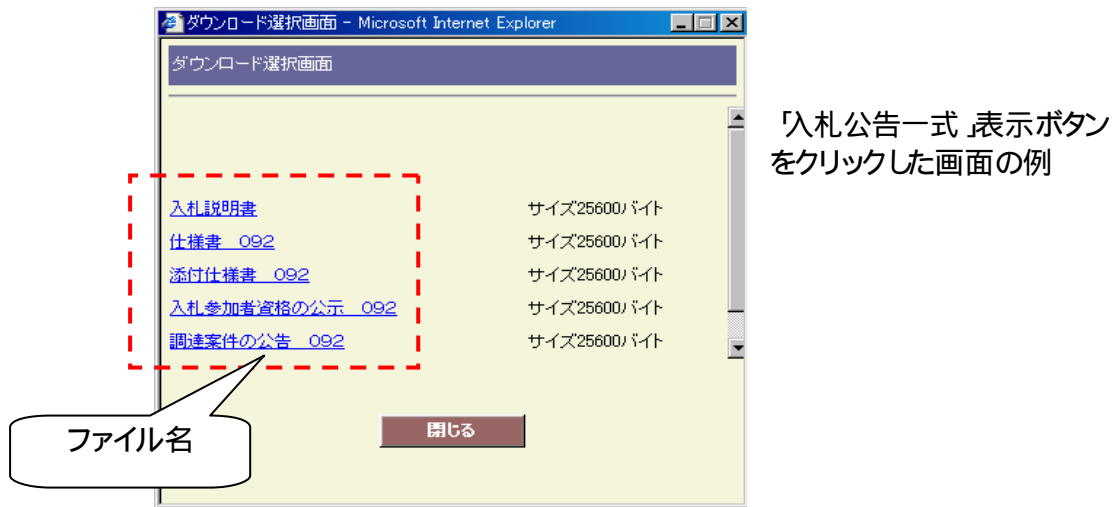 ダウンロード選択画面 - Microsoft Internet Explorer
ダウンロード選択画面
「入札公告一式」表示ボタン
をクリックした画面の例
入札説明書 サイズ25600バイト
仕様書 092 サイズ25600バイト
添付仕様書 092 サイズ25600バイト
入札参加者資格の公示 092 サイズ25600バイト
調達案件の公告 092 サイズ25600バイト
ファイル名
閉じる